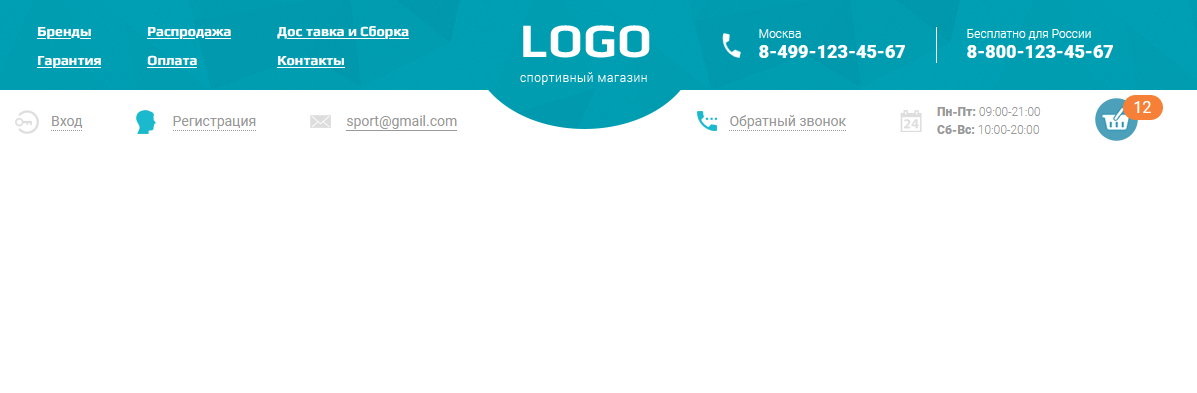 Бренды Распродажа Дос тавка и Сборка
Гарантия Оплата Контакты
LOGO
спортивный магазин
Москва
8-499-123-45-67
Бесплатно для России
8-800-123-45-67
Вход Регистрация sport@gmail.com
Обратный звонок
24
Пн-Пт: 09:00-21:00
Сб-Вс: 10:00-20:00
12